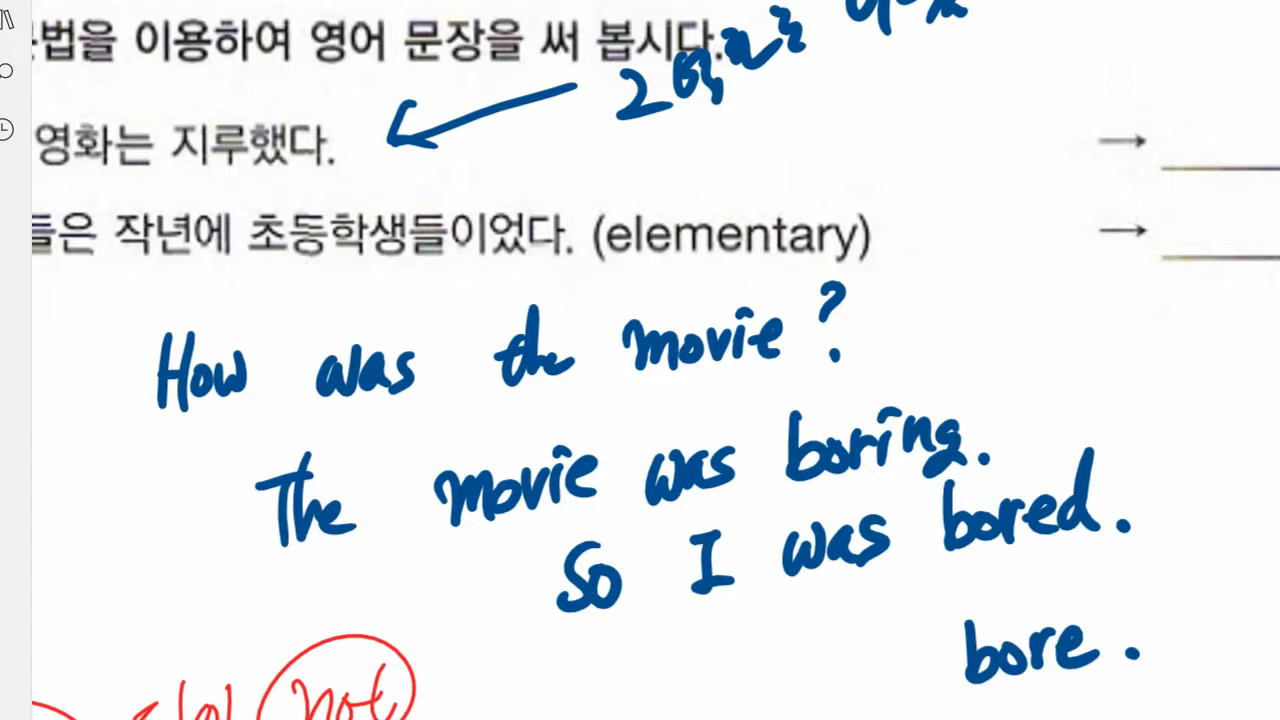 법을 이용하여 영어 문장을 써 봅시다.
영화는 지루했다. →
들은 작년에 초등학생들이었다. (elementary) →
How was the movie?
The movie was boring.
So I was bored.
bore.
not